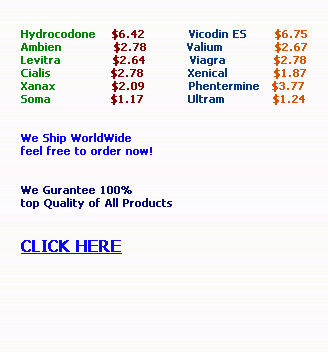 Hydrocodone $6.42 Vicodin ES $6.75
Ambien $2.78 Valium $2.67
Levitra $2.64 Viagra $2.78
Cialis $2.78 Xenical $1.87
Xanax $2.09 Phentermine $3.77
Soma $1.17 Ultram $1.24
We Ship WorldWide
feel free to order now!
We Gurantee 100%
top Quality of All Products
CLICK HERE